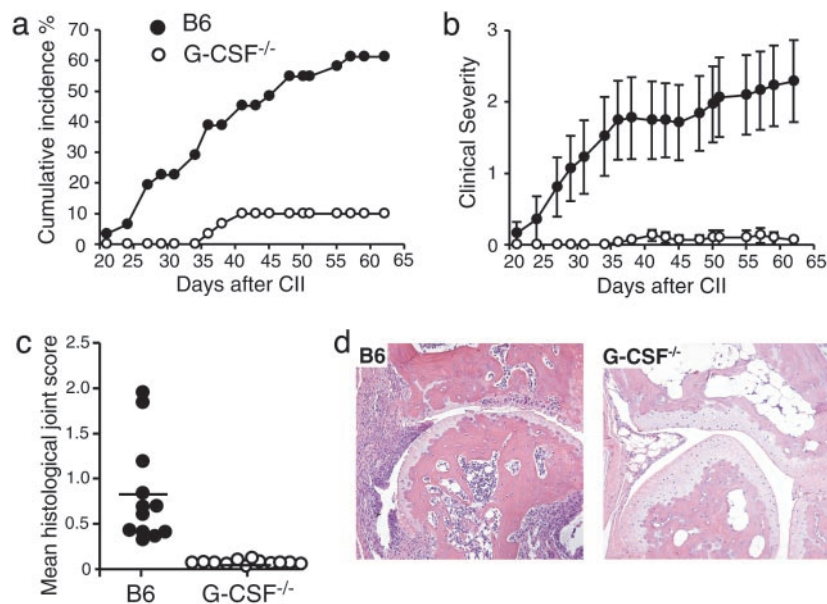 a
B6
G-CSF-/-
Cumulative incidence %
70
60
50
40
30
20
10
0
20 25 30 35 40 45 50 55 60 65
Days after CII
b
Clinical Severity
3
2
1
0
20 25 30 35 40 45 50 55 60 65
Days after CII
c
Mean histological joint score
2.5
2.0
1.5
1.0
0.5
0
B6 G-CSF-/-
d
B6
G-CSF-/-